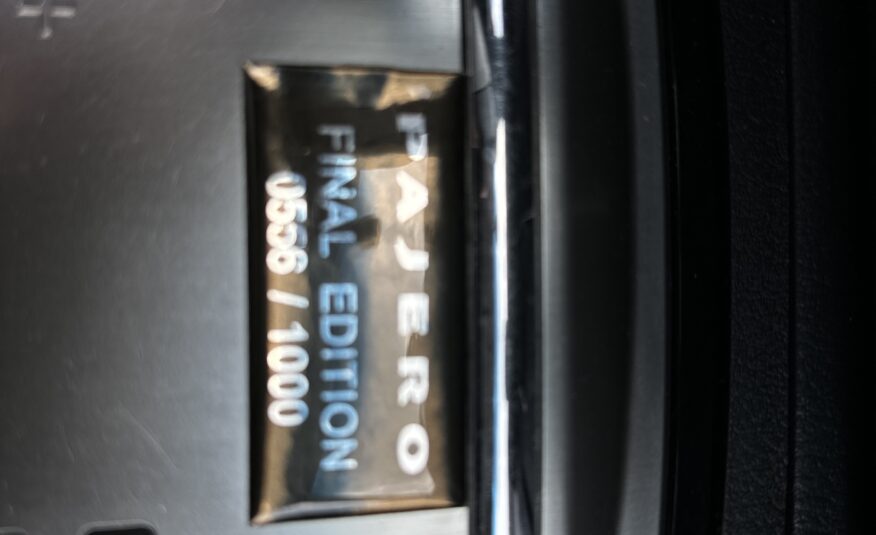 PAJERO
FINAL EDITION
0556 / 1000